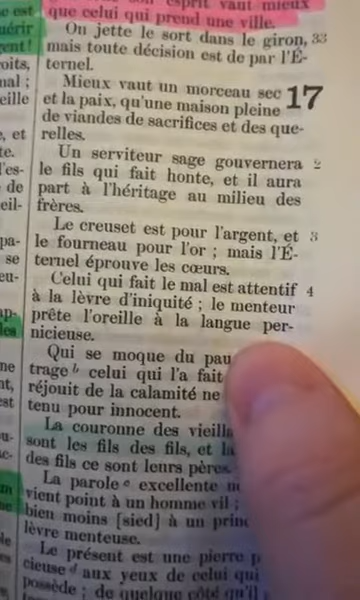 esprit vaut mieux
que celui qui prend une ville.
On jette le sort dans le giron, 33
mais toute décision est de par l'É-
ternel.
Mieux vaut un morceau sec 17
et la paix, qu'une maison pleine
de viandes de sacrifices et des que-
relles.
Un serviteur sage gouvernera 2
le fils qui fait honte, et il aura
part à l'héritage au milieu des
frères.
Le creuset est pour l'argent, et 3
le fourneau pour l'or ; mais l'É-
ternel éprouve les cœurs.
Celui qui fait le mal est attentif 4
à la lèvre d'iniquité ; le menteur
prête l'oreille à la langue per-
nicieuse.
Qui se moque du pau
trage b celui qui l'a fait
réjouit de la calamité ne
tenu pour innocent.
La couronne des vieilla
sont les fils des fils, et la
des fils ce sont leurs pères.
La parole e excellente n
vient point à un homme vil ;
bien moins [sied] à un princ
lèvre menteuse.
Le présent est une pierre p
cieuse d aux yeux de celui qui
possède ; de quelque côté qu'il